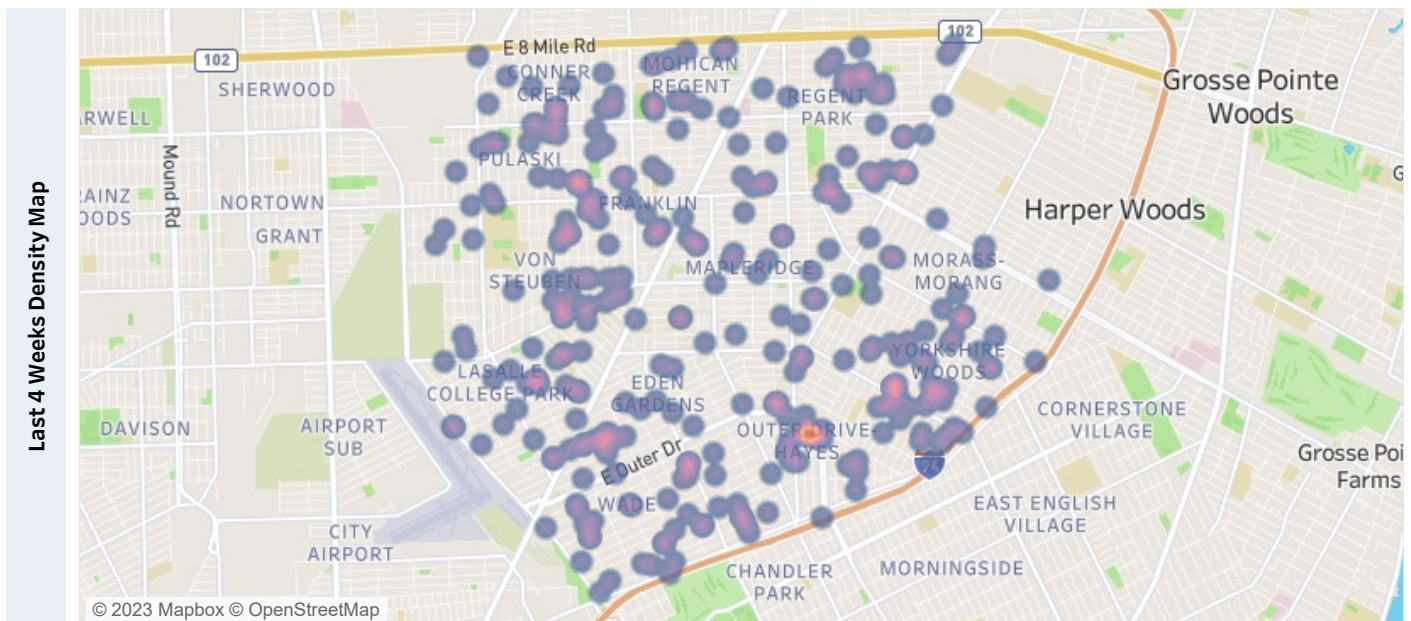 Last 4 Weeks Density Map
102
102
E 8 Mile Rd
SHERWOOD
CONNER
CREEK
MOHICAN
REGENT
REGENT
PARK
Grosse Pointe
Woods
ARWELL
Mound Rd
PULASKI
RAINZ
OODS
NORTOWN
GRANT
FRANKLIN
Harper Woods
G
VON
STEUBEN
MAPLERIDGE
MORASS-
MORANG
YORKSHIRE
WOODS
LASALLE
COLLEGE PARK
EDEN
GARDENS
CORNERSTONE
VILLAGE
DAVISON
AIRPORT
SUB
OUTER DRIVE-
HAYES
E Outer Dr
94
Grosse Poi
Farms
WADE
EAST ENGLISH
VILLAGE
CITY
AIRPORT
CHANDLER
PARK
MORNINGSIDE
© 2023 Mapbox © OpenStreetMap